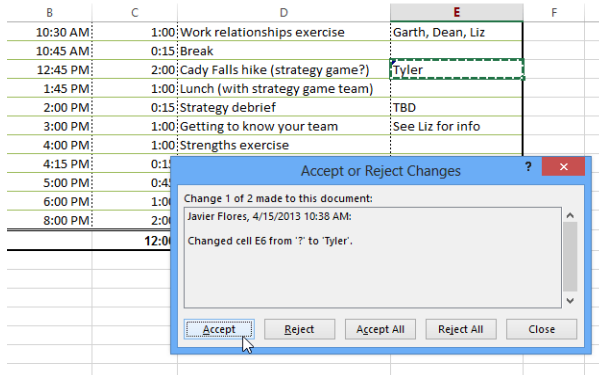 B C D E F
10:30 AM 1:00 Work relationships exercise Garth, Dean, Liz
10:45 AM 0:15 Break
12:45 PM 2:00 Cady Falls hike (strategy game?) Tyler
1:45 PM 1:00 Lunch (with strategy game team)
2:00 PM 0:15 Strategy debrief TBD
3:00 PM 1:00 Getting to know your team See Liz for info
4:00 PM 1:00 Strengths exercise
4:15 PM 0:15
5:00 PM 0:4
6:00 PM 1:00
8:00 PM 2:00
12:00
Accept or Reject Changes ? ×
Change 1 of 2 made to this document:
Javier Flores, 4/15/2013 10:38 AM:
Changed cell E6 from '?' to 'Tyler'.
Accept Reject Accept All Reject All Close